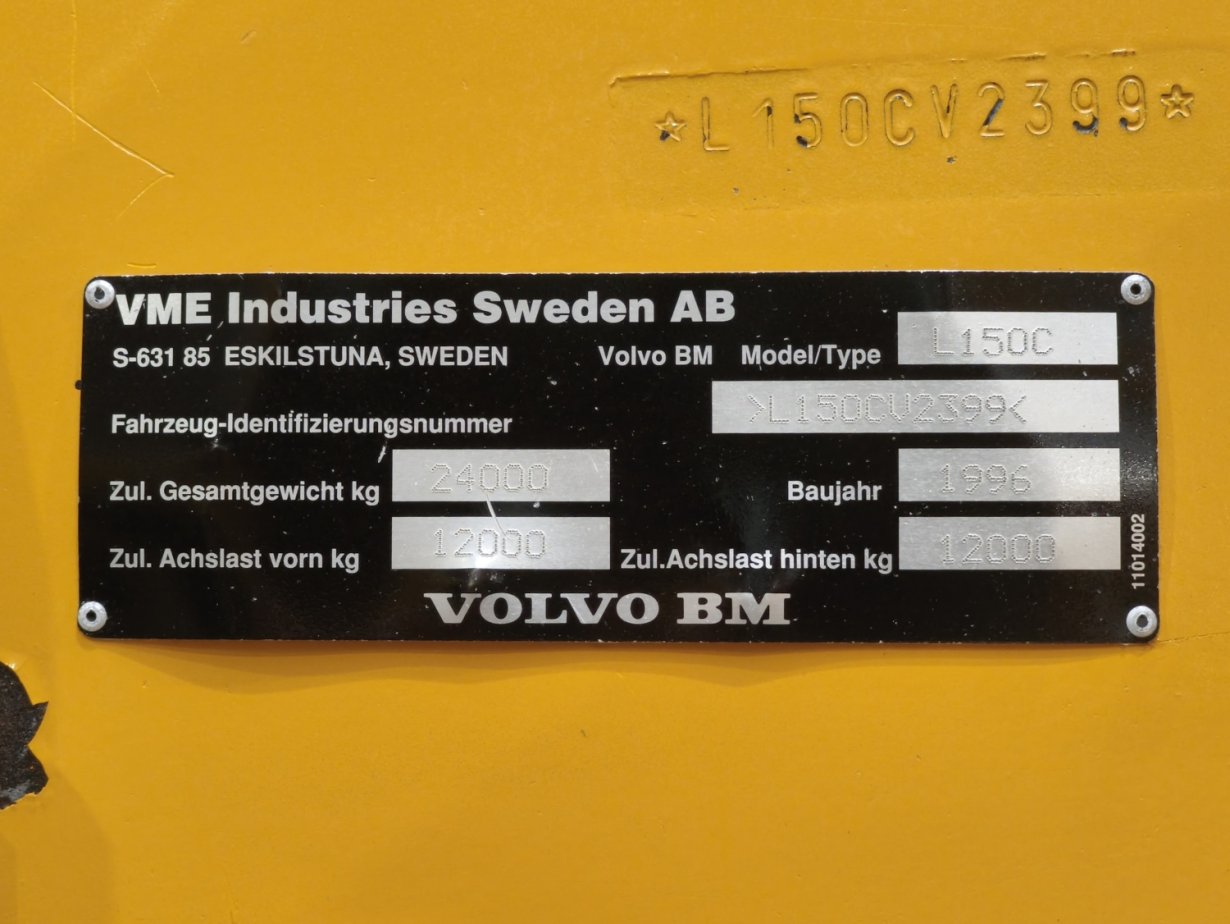 ☆L150CV2399☆
VME Industries Sweden AB
S-631 85 ESKILSTUNA, SWEDEN Volvo BM Model/Type L150C
Fahrzeug-Identifizierungsnummer >L150CV2399<
Zul. Gesamtgewicht kg 24000 Baujahr 1996
Zul. Achslast vorn kg 12000 Zul.Achslast hinten kg 12000
11014002
VOLVO BM